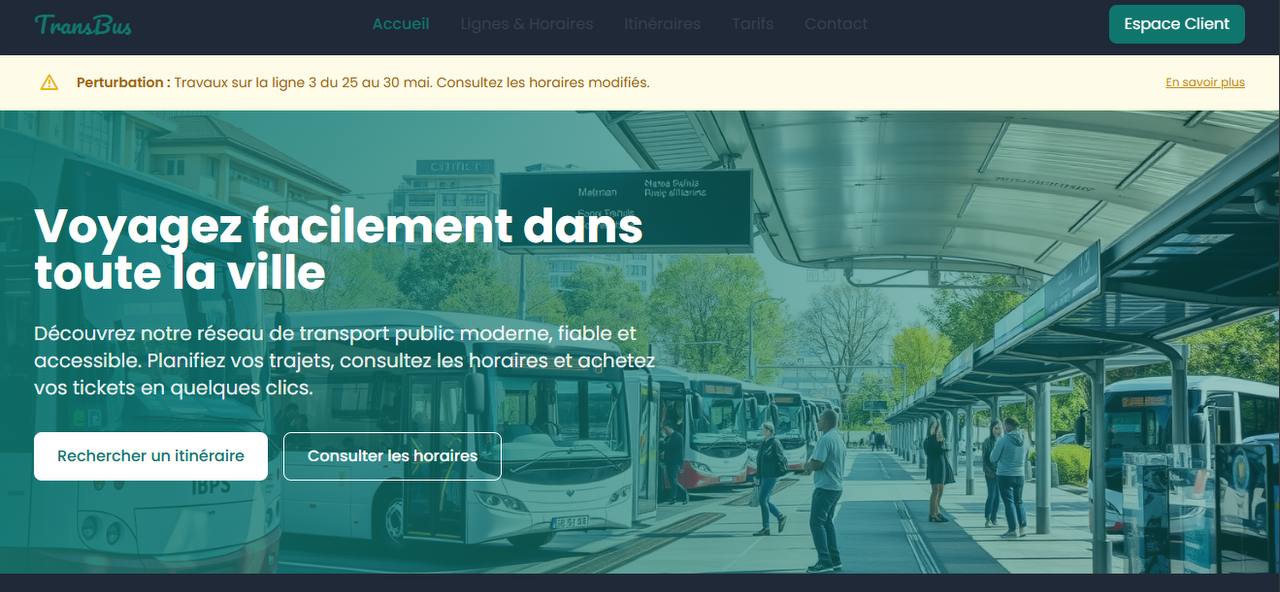 TransBus
Accueil
Lignes & Horaires
Itinéraires
Tarifs
Contact
Espace Client
Perturbation : Travaux sur la ligne 3 du 25 au 30 mai. Consultez les horaires modifiés.
En savoir plus
Voyagez facilement dans
toute la ville
Découvrez notre réseau de transport public moderne, fiable et
accessible. Planifiez vos trajets, consultez les horaires et achetez
vos tickets en quelques clics.
Rechercher un itinéraire
Consulter les horaires